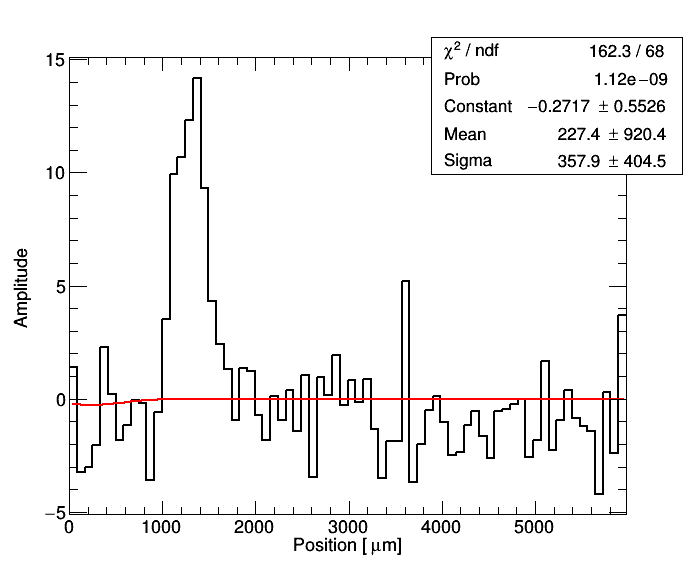 χ² / ndf 162.3 / 68
Prob 1.12e−09
Constant −0.2717 ± 0.5526
Mean 227.4 ± 920.4
Sigma 357.9 ± 404.5
Amplitude
15
10
5
0
−5
0 1000 2000 3000 4000 5000
Position [ μm]